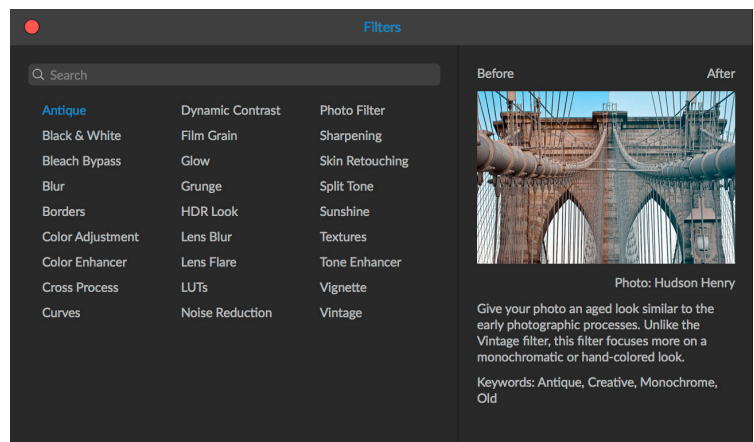 Filters
Search
Antique
Black & White
Bleach Bypass
Blur
Borders
Color Adjustment
Color Enhancer
Cross Process
Curves
Dynamic Contrast
Film Grain
Glow
Grunge
HDR Look
Lens Blur
Lens Flare
LUTs
Noise Reduction
Photo Filter
Sharpening
Skin Retouching
Split Tone
Sunshine
Textures
Tone Enhancer
Vignette
Vintage
Before After
Photo: Hudson Henry
Give your photo an aged look similar to the
early photographic processes. Unlike the
Vintage filter, this filter focuses more on a
monochromatic or hand-colored look.
Keywords: Antique, Creative, Monochrome,
Old